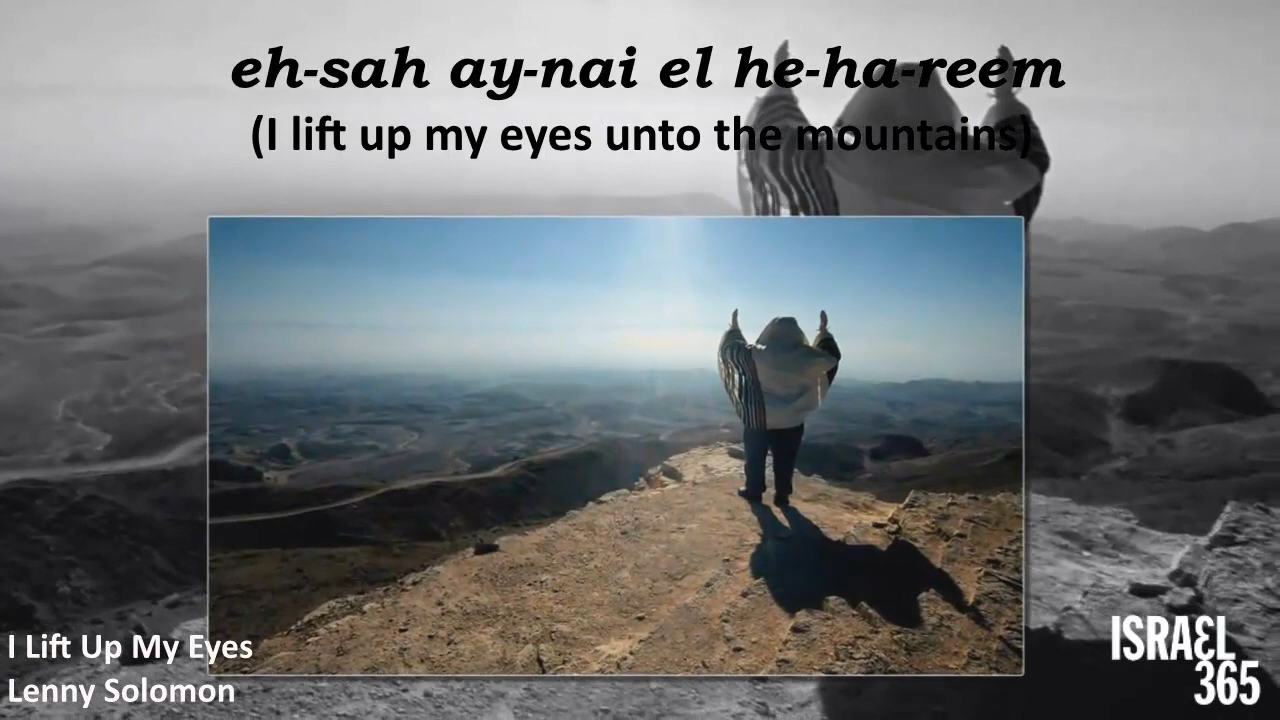 eh-sah ay-nai el he-ha-reem
(I lift up my eyes unto the mountains)
I Lift Up My Eyes
Lenny Solomon
ISRAEL
365